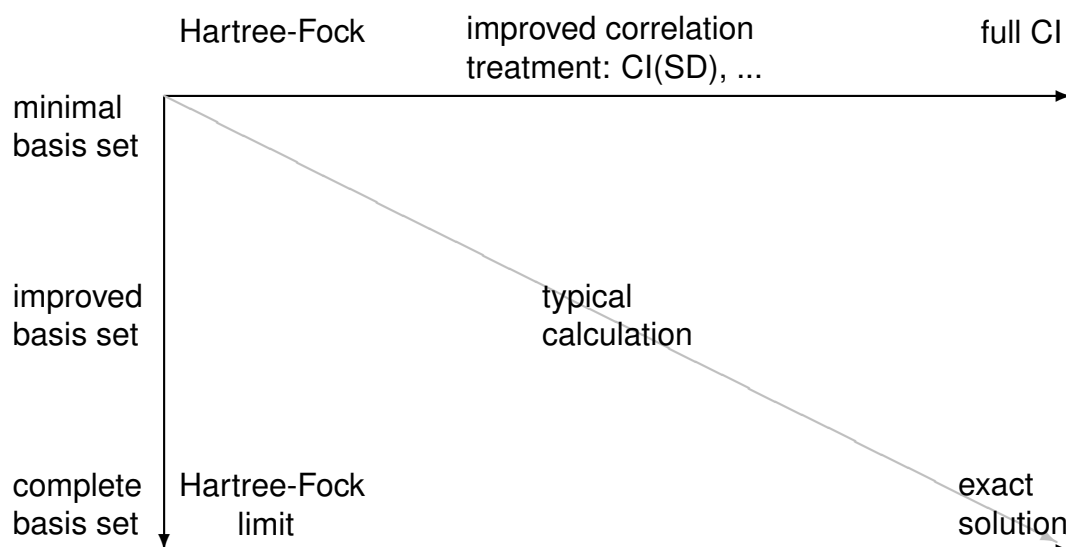 Hartree-Fock
improved correlation
treatment: CI(SD), ...
full CI
minimal
basis set
improved
basis set
typical
calculation
complete
basis set
Hartree-Fock
limit
exact
solution